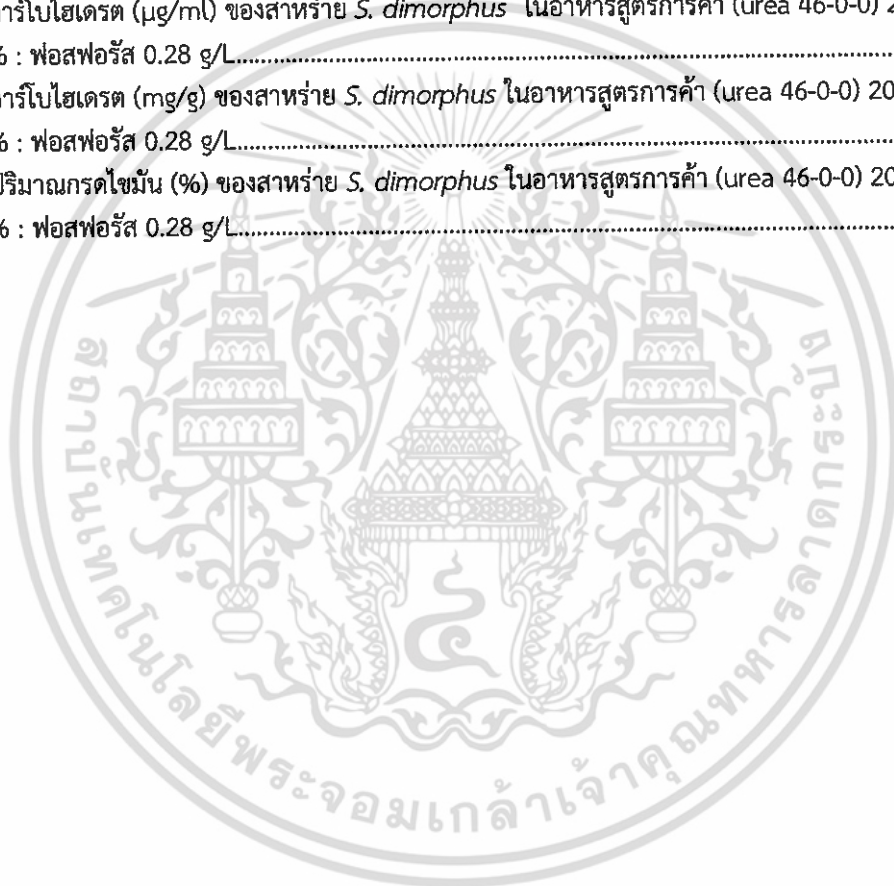 าร์โบไฮเดรต (µg/ml) ของสาหร่าย S. dimorphus ในอาหารสูตรการค้า (urea 46-0-0)
% : ฟอสฟอรัส 0.28 g/L
าร์โบไฮเดรต (mg/g) ของสาหร่าย S. dimorphus ในอาหารสูตรการค้า (urea 46-0-0) 20
% : ฟอสฟอรัส 0.28 g/L
ปริมาณกรดไขมัน (%) ของสาหร่าย S. dimorphus ในอาหารสูตรการค้า (urea 46-0-0) 20
% : ฟอสฟอรัส 0.28 g/L
สถาบันเทคโนโลยีพระจอมเกล้าเจ้าคุณทหารลาดกระบัง